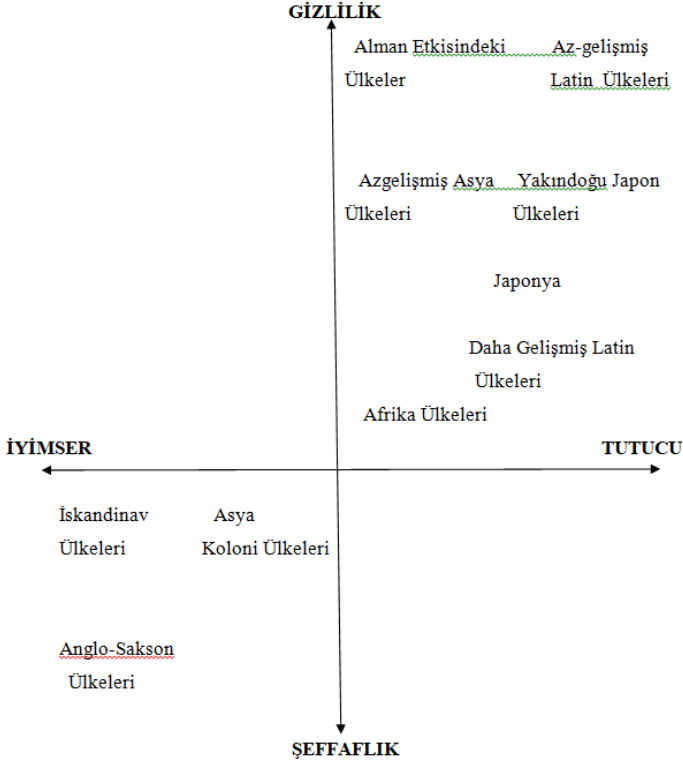 GİZLİLİK
Alman Etkisindeki Az-gelişmiş
Ülkeler Latin Ülkeleri
Azgelişmiş Asya Yakındoğu Japon
Ülkeleri Ülkeleri
Japonya
Daha Gelişmiş Latin
Ülkeleri
Afrika Ülkeleri
İYİMSER TUTUCU
İskandinav Asya
Ülkeleri Koloni Ülkeleri
Anglo-Sakson
Ülkeleri
ŞEFFAFLIK